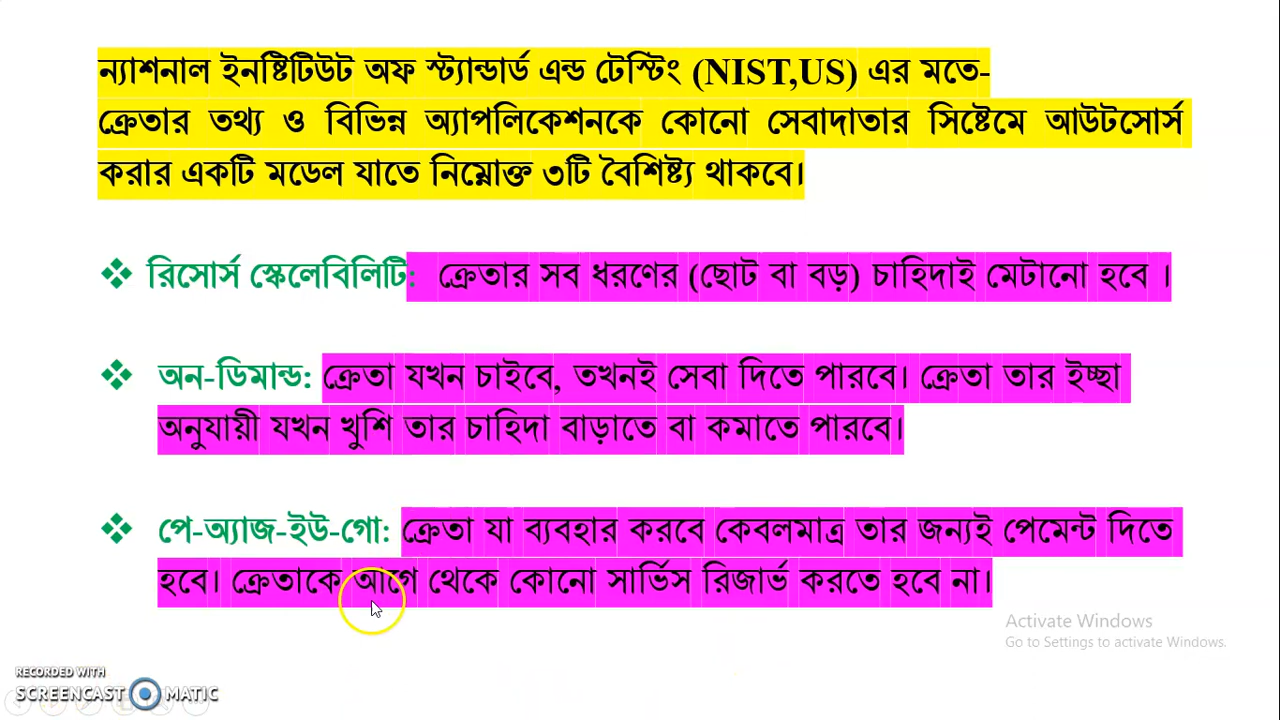 ন্যাশনাল ইনষ্টিটিউট অফ স্ট্যান্ডার্ড এন্ড টেস্টিং (NIST,US) এর মতে-
ক্রেতার তথ্য ও বিভিন্ন অ্যাপলিকেশনকে কোনো সেবাদাতার সিষ্টেমে আউটসোর্স
করার একটি মডেল যাতে নিম্নোক্ত ৩টি বৈশিষ্ট্য থাকবে।
❖ রিসোর্স স্কেলেবিলিটি: ক্রেতার সব ধরণের (ছোট বা বড়) চাহিদাই মেটানো হবে ।
❖ অন-ডিমান্ড: ক্রেতা যখন চাইবে, তখনই সেবা দিতে পারবে। ক্রেতা তার ইচ্ছা
অনুযায়ী যখন খুশি তার চাহিদা বাড়াতে বা কমাতে পারবে।
❖ পে-অ্যাজ-ইউ-গো: ক্রেতা যা ব্যবহার করবে কেবলমাত্র তার জন্যই পেমেন্ট দিতে
হবে। ক্রেতাকে আগে থেকে কোনো সার্ভিস রিজার্ভ করতে হবে না।
Activate Windows
Go to Settings to activate Windows.
RECORDED WITH
SCREENCAST MATIC